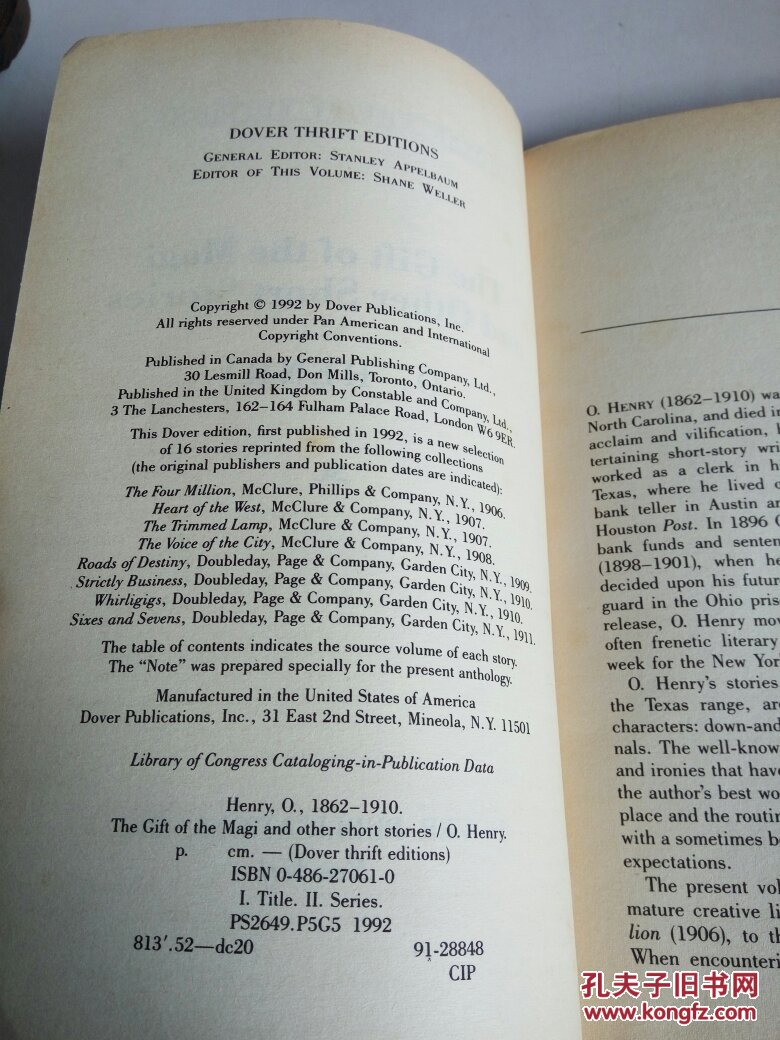 DOVER THRIFT EDITIONS
GENERAL EDITOR: STANLEY APPELBAUM
EDITOR OF THIS VOLUME: SHANE WELLER
Copyright © 1992 by Dover Publications, Inc.
All rights reserved under Pan American and International
Copyright Conventions.
Published in Canada by General Publishing Company, Ltd.,
30 Lesmill Road, Don Mills, Toronto, Ontario.
Published in the United Kingdom by Constable and Company, Ltd.,
3 The Lanchesters, 162–164 Fulham Palace Road, London W6 9ER.
This Dover edition, first published in 1992, is a new selection
of 16 stories reprinted from the following collections
(the original publishers and publication dates are indicated):
The Four Million, McClure, Phillips & Company, N.Y., 1906.
Heart of the West, McClure & Company, N.Y., 1907.
The Trimmed Lamp, McClure & Company, N.Y., 1907.
The Voice of the City, McClure & Company, N.Y., 1908.
Roads of Destiny, Doubleday, Page & Company, Garden City, N.Y., 1909.
Strictly Business, Doubleday, Page & Company, Garden City, N.Y., 1910.
Whirligigs, Doubleday, Page & Company, Garden City, N.Y., 1910.
Sixes and Sevens, Doubleday, Page & Company, Garden City, N.Y., 1911.
The table of contents indicates the source volume of each story.
The “Note” was prepared specially for the present anthology.
Manufactured in the United States of America
Dover Publications, Inc., 31 East 2nd Street, Mineola, N.Y. 11501
Library of Congress Cataloging-in-Publication Data
Henry, O., 1862–1910.
The Gift of the Magi and other short stories / O. Henry.
p. cm. — (Dover thrift editions)
ISBN 0-486-27061-0
I. Title. II. Series.
PS2649.P5G5 1992
813′.52—dc20 91-28848
CIP
O. HENRY (1862–1910) wa
North Carolina, and died in
acclaim and vilification,
tertaining short-story wri
worked as a clerk in h
Texas, where he lived
bank teller in Austin an
Houston Post. In 1896
bank funds and senten
(1898–1901), when he
decided upon his futur
guard in the Ohio pris
release, O. Henry mov
often frenetic literary
week for the New York
O. Henry's stories
the Texas range, ar
characters: down-and
nals. The well-know
and ironies that have
the author's best wo
place and the routin
with a sometimes b
expectations.
The present vol
mature creative li
lion (1906), to th
When encounteri
孔夫子旧书网
www.kongfz.com